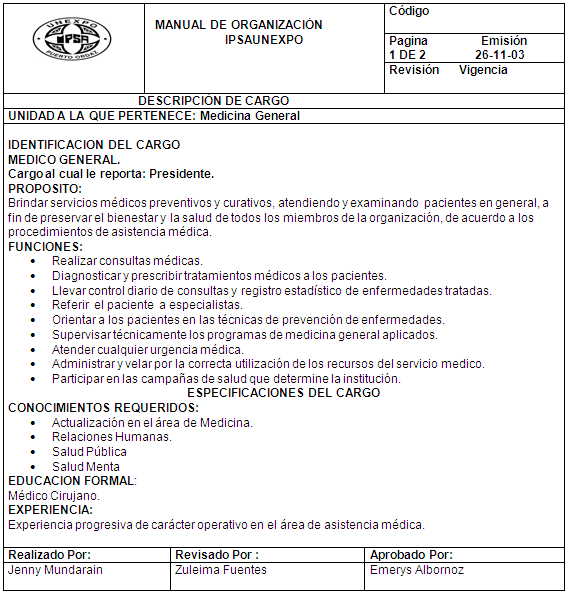 UNEXPO
IPSA
PUERTO ORDAZ
MANUAL DE ORGANIZACIÓN
IPSAUNEXPO
Código
Pagina Emisión
1 DE 2 26-11-03
Revisión Vigencia
DESCRIPCIÓN DE CARGO
UNIDAD A LA QUE PERTENECE: Medicina General
IDENTIFICACION DEL CARGO
MEDICO GENERAL.
Cargo al cual le reporta: Presidente.
PROPOSITO:
Brindar servicios médicos preventivos y curativos, atendiendo y examinando pacientes en general, a
fin de preservar el bienestar y la salud de todos los miembros de la organización, de acuerdo a los
procedimientos de asistencia médica.
FUNCIONES:
• Realizar consultas médicas.
• Diagnosticar y prescribir tratamientos médicos a los pacientes.
• Llevar control diario de consultas y registro estadístico de enfermedades tratadas.
• Referir el paciente a especialistas.
• Orientar a los pacientes en las técnicas de prevención de enfermedades.
• Supervisar técnicamente los programas de medicina general aplicados.
• Atender cualquier urgencia médica.
• Administrar y velar por la correcta utilización de los recursos del servicio medico.
• Participar en las campañas de salud que determine la institución.
ESPECIFICACIONES DEL CARGO
CONOCIMIENTOS REQUERIDOS:
• Actualización en el área de Medicina.
• Relaciones Humanas.
• Salud Pública
• Salud Menta
EDUCACION FORMAL:
Médico Cirujano.
EXPERIENCIA:
Experiencia progresiva de carácter operativo en el área de asistencia médica.
Realizado Por: Revisado Por : Aprobado Por:
Jenny Mundarain Zuleima Fuentes Emerys Albornoz